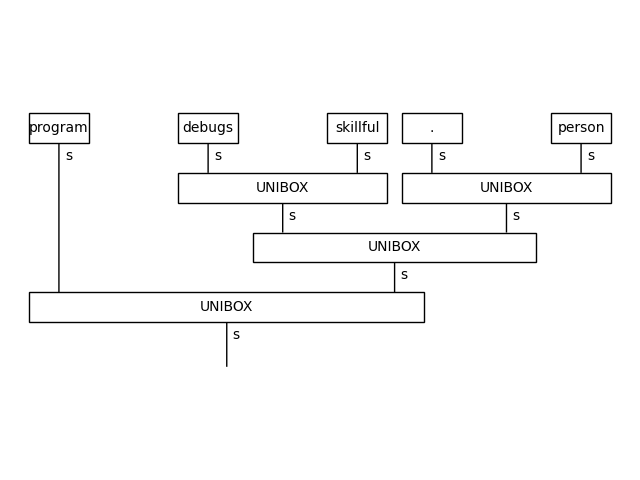 program debugs skillful . person
s s s s s
UNIBOX UNIBOX
s s
UNIBOX
s
UNIBOX
s